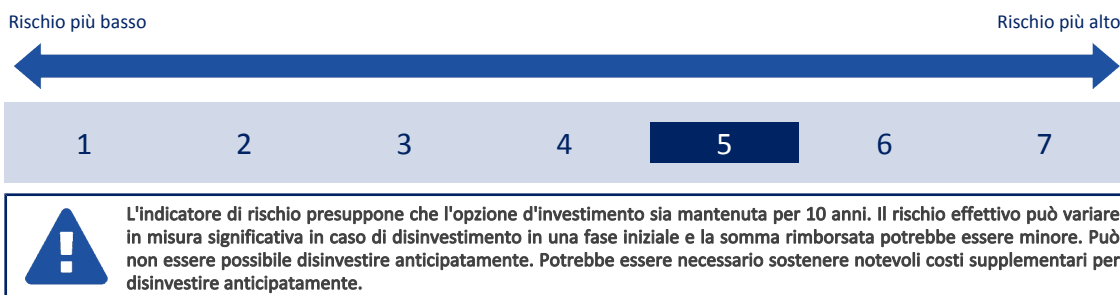 Rischio più basso
Rischio più alto
1 2 3 4 5 6 7
L'indicatore di rischio presuppone che l'opzione d'investimento sia mantenuta per 10 anni. Il rischio effettivo può variare
in misura significativa in caso di disinvestimento in una fase iniziale e la somma rimborsata potrebbe essere minore. Può
non essere possibile disinvestire anticipatamente. Potrebbe essere necessario sostenere notevoli costi supplementari per
disinvestire anticipatamente.